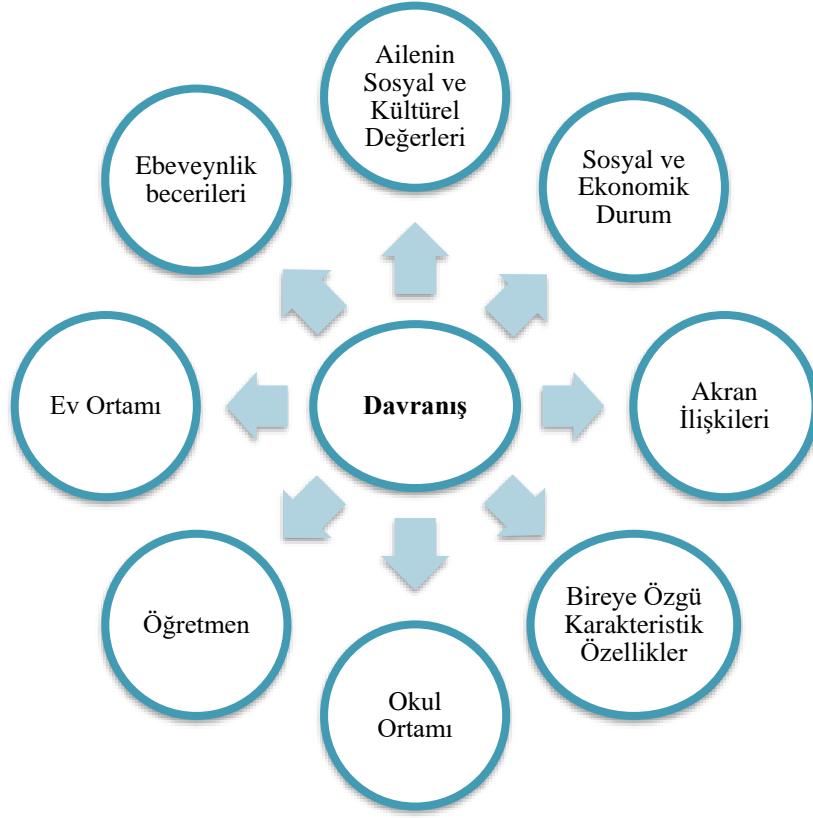 Ailenin
Sosyal ve
Kültürel
Değerleri
Sosyal ve
Ekonomik
Durum
Akran
İlişkileri
Bireye Özgü
Karakteristik
Özellikler
Okul
Ortamı
Öğretmen
Ev Ortamı
Ebeveynlik
becerileri
Davranış